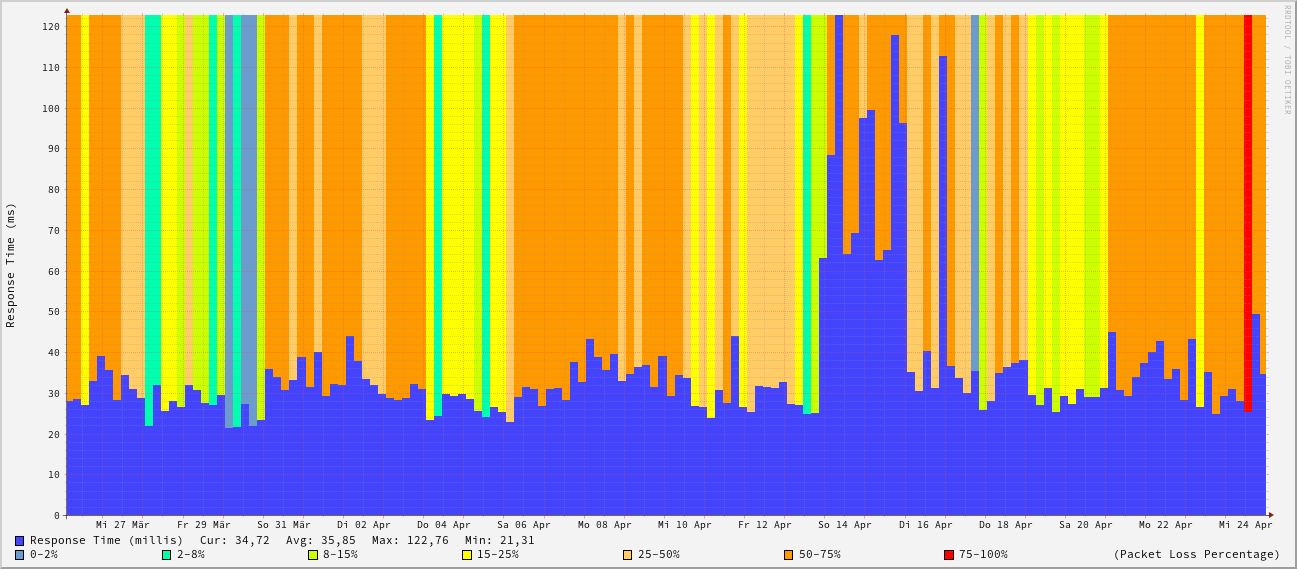 RRDTOOL / TOBI OETIKER
Response Time (ms)
120
110
100
90
80
70
60
50
40
30
20
10
0
Mi 27 Mär Fr 29 Mär So 31 Mär Di 02 Apr Do 04 Apr Sa 06 Apr Mo 08 Apr Mi 10 Apr Fr 12 Apr So 14 Apr Di 16 Apr Do 18 Apr Sa 20 Apr Mo 22 Apr Mi 24 Apr
Response Time (millis) Cur: 34,72 Avg: 35,85 Max: 122,76 Min: 21,31
0-2% 2-8% 8-15% 15-25% 25-50% 50-75% 75-100% (Packet Loss Percentage)